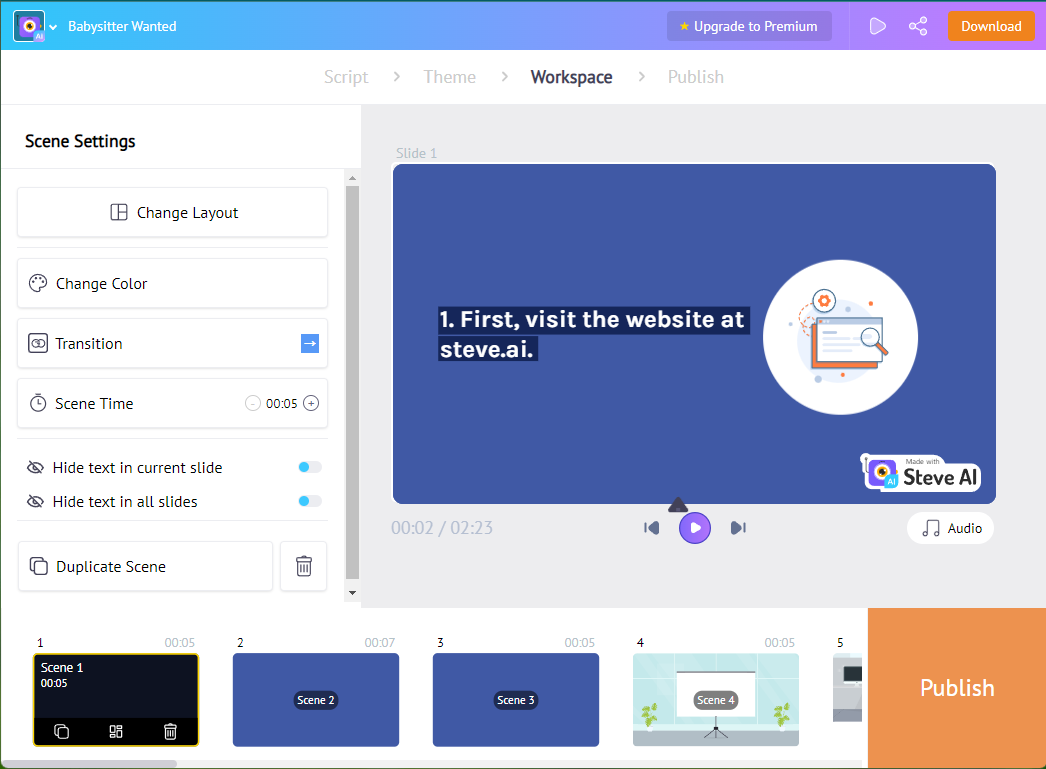 AI
Babysitter Wanted
★ Upgrade to Premium
Download
Script > Theme > Workspace > Publish
Scene Settings
Change Layout
Change Color
Transition
Scene Time
- 00:05 +
Hide text in current slide
Hide text in all slides
Duplicate Scene
Slide 1
1. First, visit the website at
steve.ai.
Made with
AI Steve AI
00:02 / 02:23
Audio
1 00:05
Scene 1
00:05
2 00:07
Scene 2
3 00:05
Scene 3
4 00:05
Scene 4
5
Publish